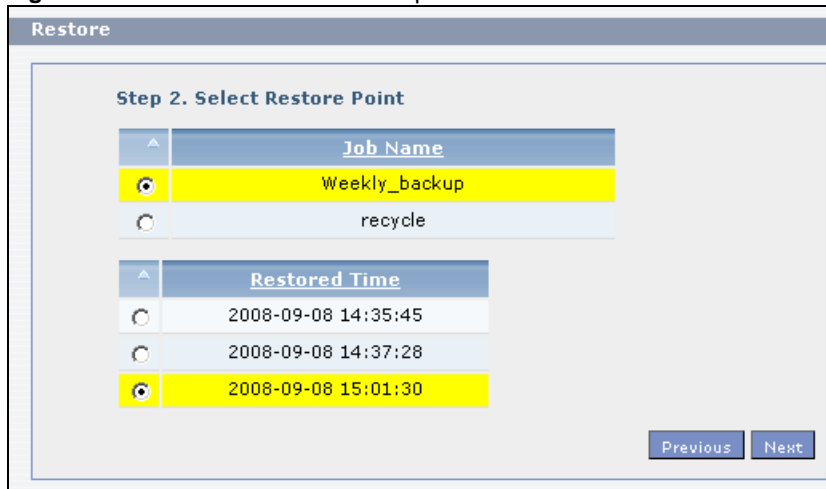 Restore
Step 2. Select Restore Point
Job Name
Weekly_backup
recycle
Restored Time
2008-09-08 14:35:45
2008-09-08 14:37:28
2008-09-08 15:01:30
Previous Next